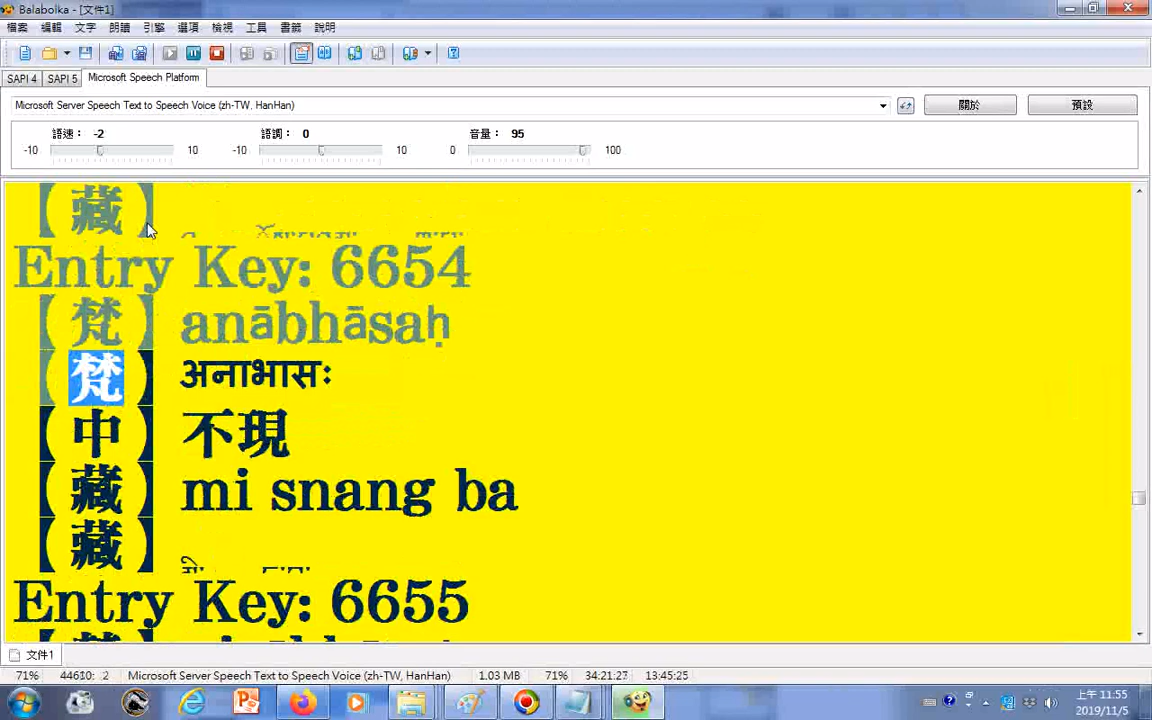 Balabolka - [文件1]
檔案 編輯 文字 朗讀 引擎 選項 檢視 工具 書籤 說明
SAPI 4 SAPI 5 Microsoft Speech Platform
Microsoft Server Speech Text to Speech Voice (zh-TW, HanHan) 關於 預設
語速： -2 語調： 0 音量： 95
-10 10 -10 10 0 100
【藏】
Entry Key: 6654
【梵】 anābhāsaḥ
【梵】 अनाभासः
【中】 不現
【藏】 mi snang ba
【藏】
Entry Key: 6655
文件1
71% 44610: 2 Microsoft Server Speech Text to Speech Voice (zh-TW, HanHan) 1.03 MB 71% 34:21:27 13:45:25
上午 11:55
2019/11/5